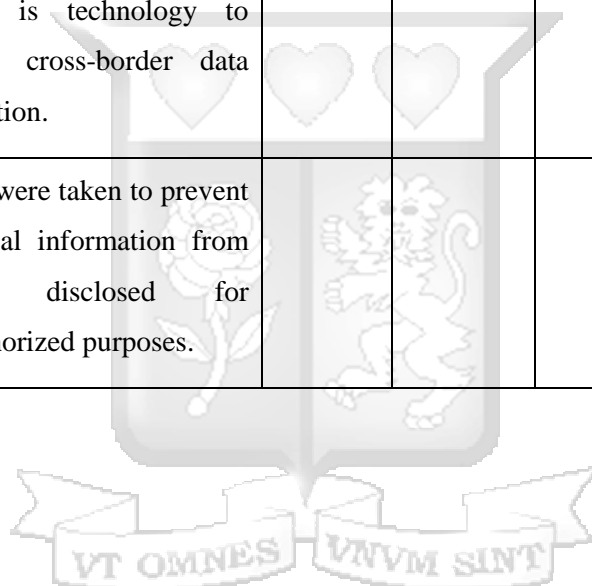 is technology to
cross-border data
tion.
were taken to prevent
al information from
disclosed for
orized purposes.
VT OMNES VNVM SINT